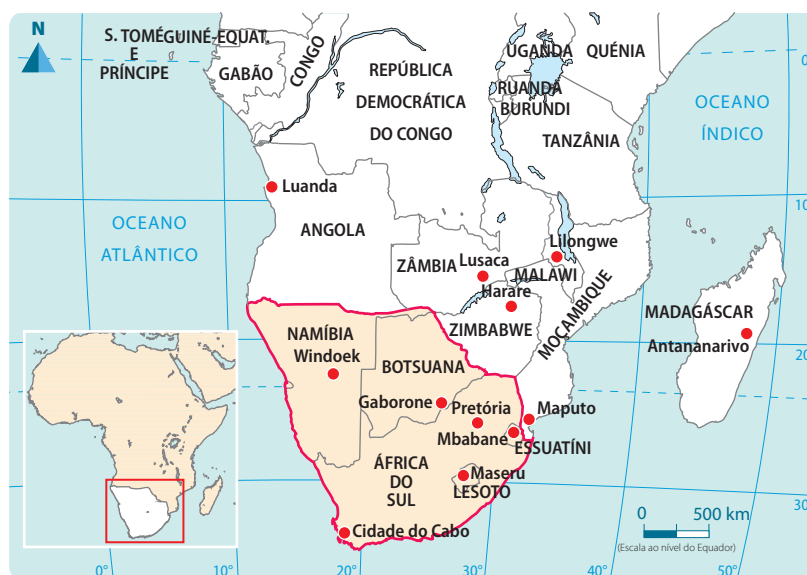 N
S. TOMÉ
E
PRÍNCIPE
GUINÉ-EQUAT.
GABÃO
CONGO
REPÚBLICA
DEMOCRÁTICA
DO CONGO
UGANDA
QUÉNIA
RUANDA
BURUNDI
TANZÂNIA
OCEANO
ÍNDICO
0
Luanda
10
OCEANO
ATLÂNTICO
ANGOLA
Lilongwe
Lusaca
ZÂMBIA
MALAWI
Harare
MOÇAMBIQUE
MADAGÁSCAR
NAMÍBIA
ZIMBABWE
Windoek
BOTSUANA
Antananarivo
20
Gaborone
Pretória
Maputo
Mbabane
ESSUATÍNI
ÁFRICA
DO
SUL
Maseru
LESOTO
30
0 500 km
(Escala ao nível do Equador)
Cidade do Cabo
0° 10° 20° 30° 40° 50°